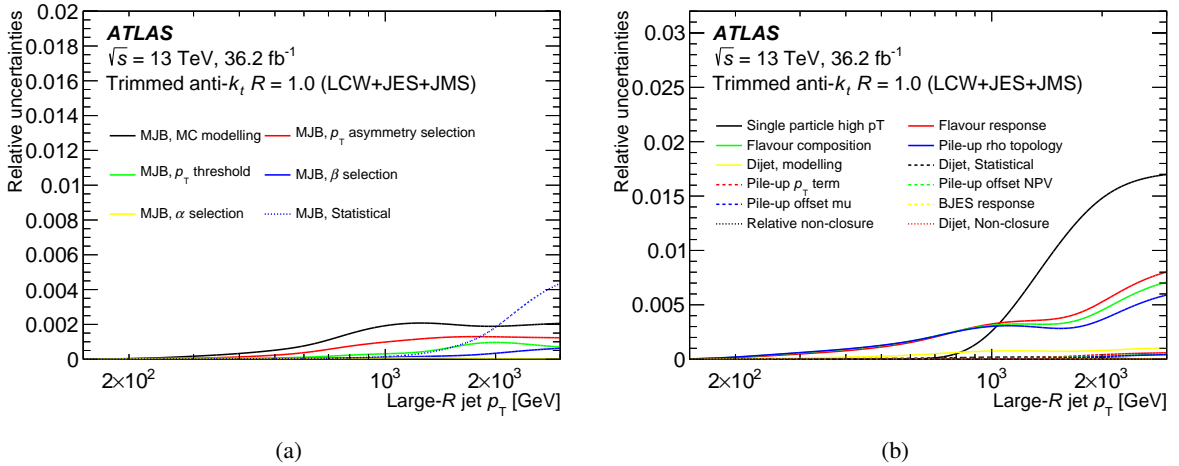 Relative uncertainties
0.02
0.018
0.016
0.014
0.012
0.01
0.008
0.006
0.004
0.002
0
ATLAS
√s = 13 TeV, 36.2 fb⁻¹
Trimmed anti-kₜ R = 1.0 (LCW+JES+JMS)
MJB, MC modelling
MJB, p_T asymmetry selection
MJB, p_T threshold
MJB, β selection
MJB, α selection
MJB, Statistical
2×10²
10³
2×10³
Large-R jet p_T [GeV]
(a)
Relative uncertainties
0.03
0.025
0.02
0.015
0.01
0.005
0
ATLAS
√s = 13 TeV, 36.2 fb⁻¹
Trimmed anti-kₜ R = 1.0 (LCW+JES+JMS)
Single particle high pT
Flavour response
Flavour composition
Pile-up rho topology
Dijet, modelling
Dijet, Statistical
Pile-up p_T term
Pile-up offset NPV
Pile-up offset mu
BJES response
Relative non-closure
Dijet, Non-closure
2×10²
10³
2×10³
Large-R jet p_T [GeV]
(b)